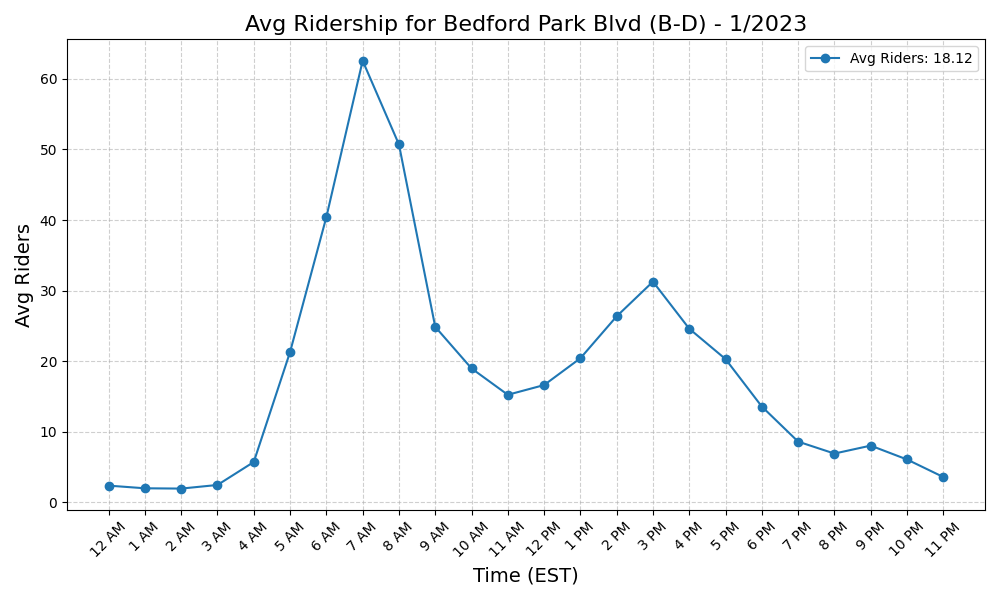 Avg Ridership for Bedford Park Blvd (B-D) - 1/2023
Avg Riders: 18.12
Avg Riders
60
50
40
30
20
10
0
12 AM
1 AM
2 AM
3 AM
4 AM
5 AM
6 AM
7 AM
8 AM
9 AM
10 AM
11 AM
12 PM
1 PM
2 PM
3 PM
4 PM
5 PM
6 PM
7 PM
8 PM
9 PM
10 PM
11 PM
Time (EST)